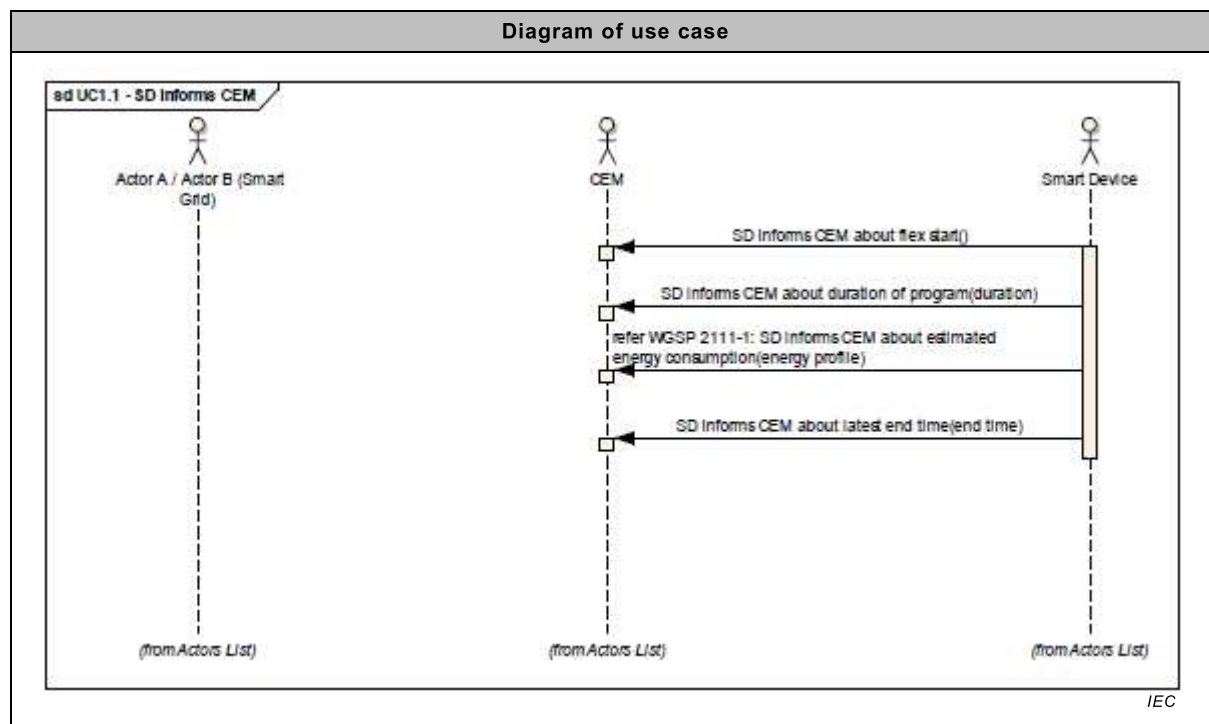 Diagram of use case
sd UC1.1 - SD Informs CEM
Actor A / Actor B (Smart
Grid)
CEM
Smart Device
SD Informs CEM about flex start()
SD Informs CEM about duration of program(duration)
refer WGSP 2111-1: SD Informs CEM about estimated
energy consumption(energy profile)
SD Informs CEM about latest end time(end time)
(from Actors List)
(from Actors List)
(from Actors List)
IEC